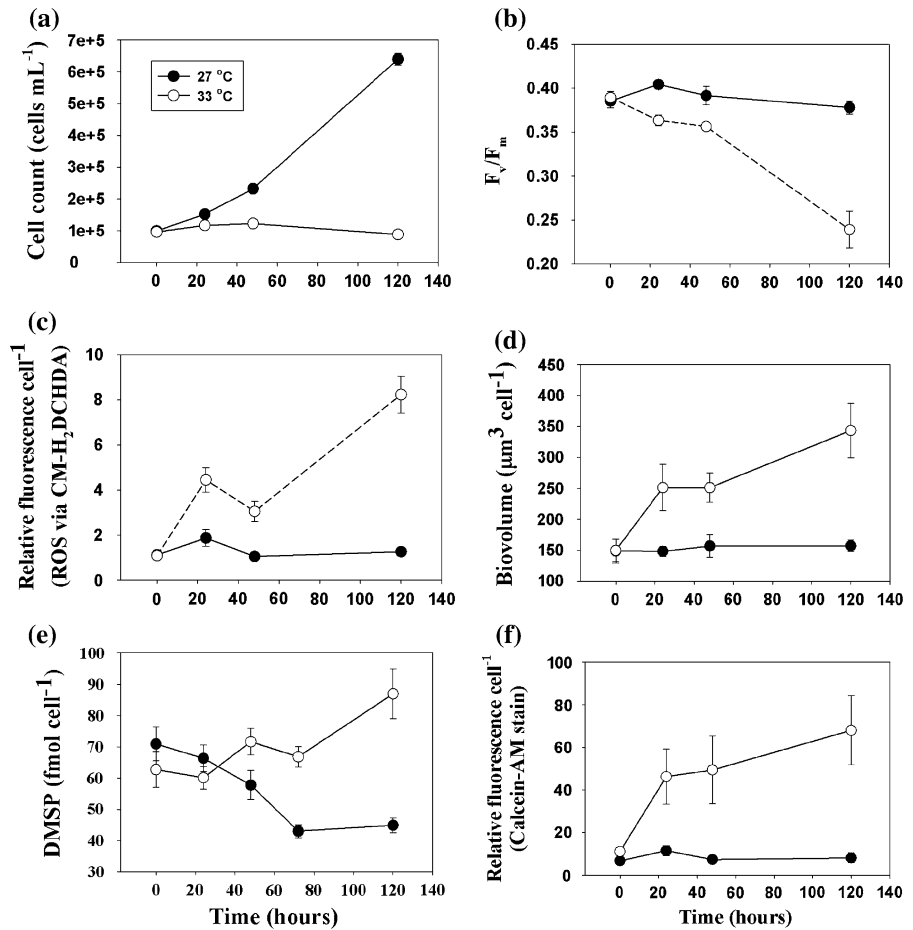 (a)
Cell count (cells mL⁻¹)
7e+5
6e+5
5e+5
4e+5
3e+5
2e+5
1e+5
0
27 °C
33 °C
0 20 40 60 80 100 120 140
(b)
Fᵥ/Fₘ
0.45
0.40
0.35
0.30
0.25
0.20
0 20 40 60 80 100 120 140
(c)
Relative fluorescence cell⁻¹
(ROS via CM-H₂DCHDA)
10
8
6
4
2
0
0 20 40 60 80 100 120 140
(d)
Biovolume (µm³ cell⁻¹)
450
400
350
300
250
200
150
100
0 20 40 60 80 100 120 140
(e)
DMSP (fmol cell⁻¹)
100
90
80
70
60
50
40
30
0 20 40 60 80 100 120 140
Time (hours)
(f)
Relative fluorescence cell⁻¹
(Calcein-AM stain)
100
80
60
40
20
0
0 20 40 60 80 100 120 140
Time (hours)